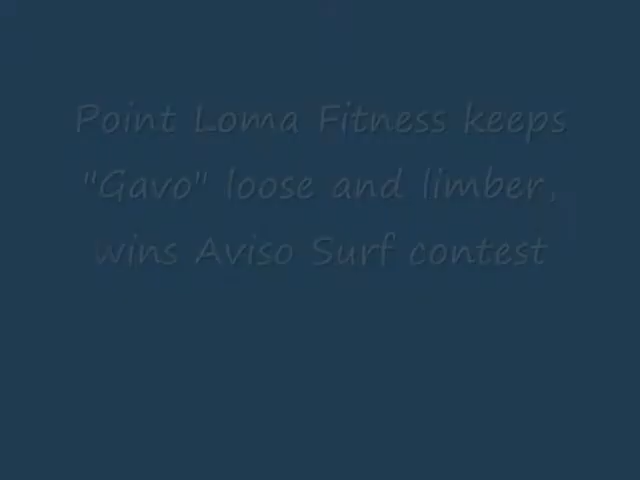 Point Loma Fitness keeps
"Gavo" loose and limber,
wins Aviso Surf contest